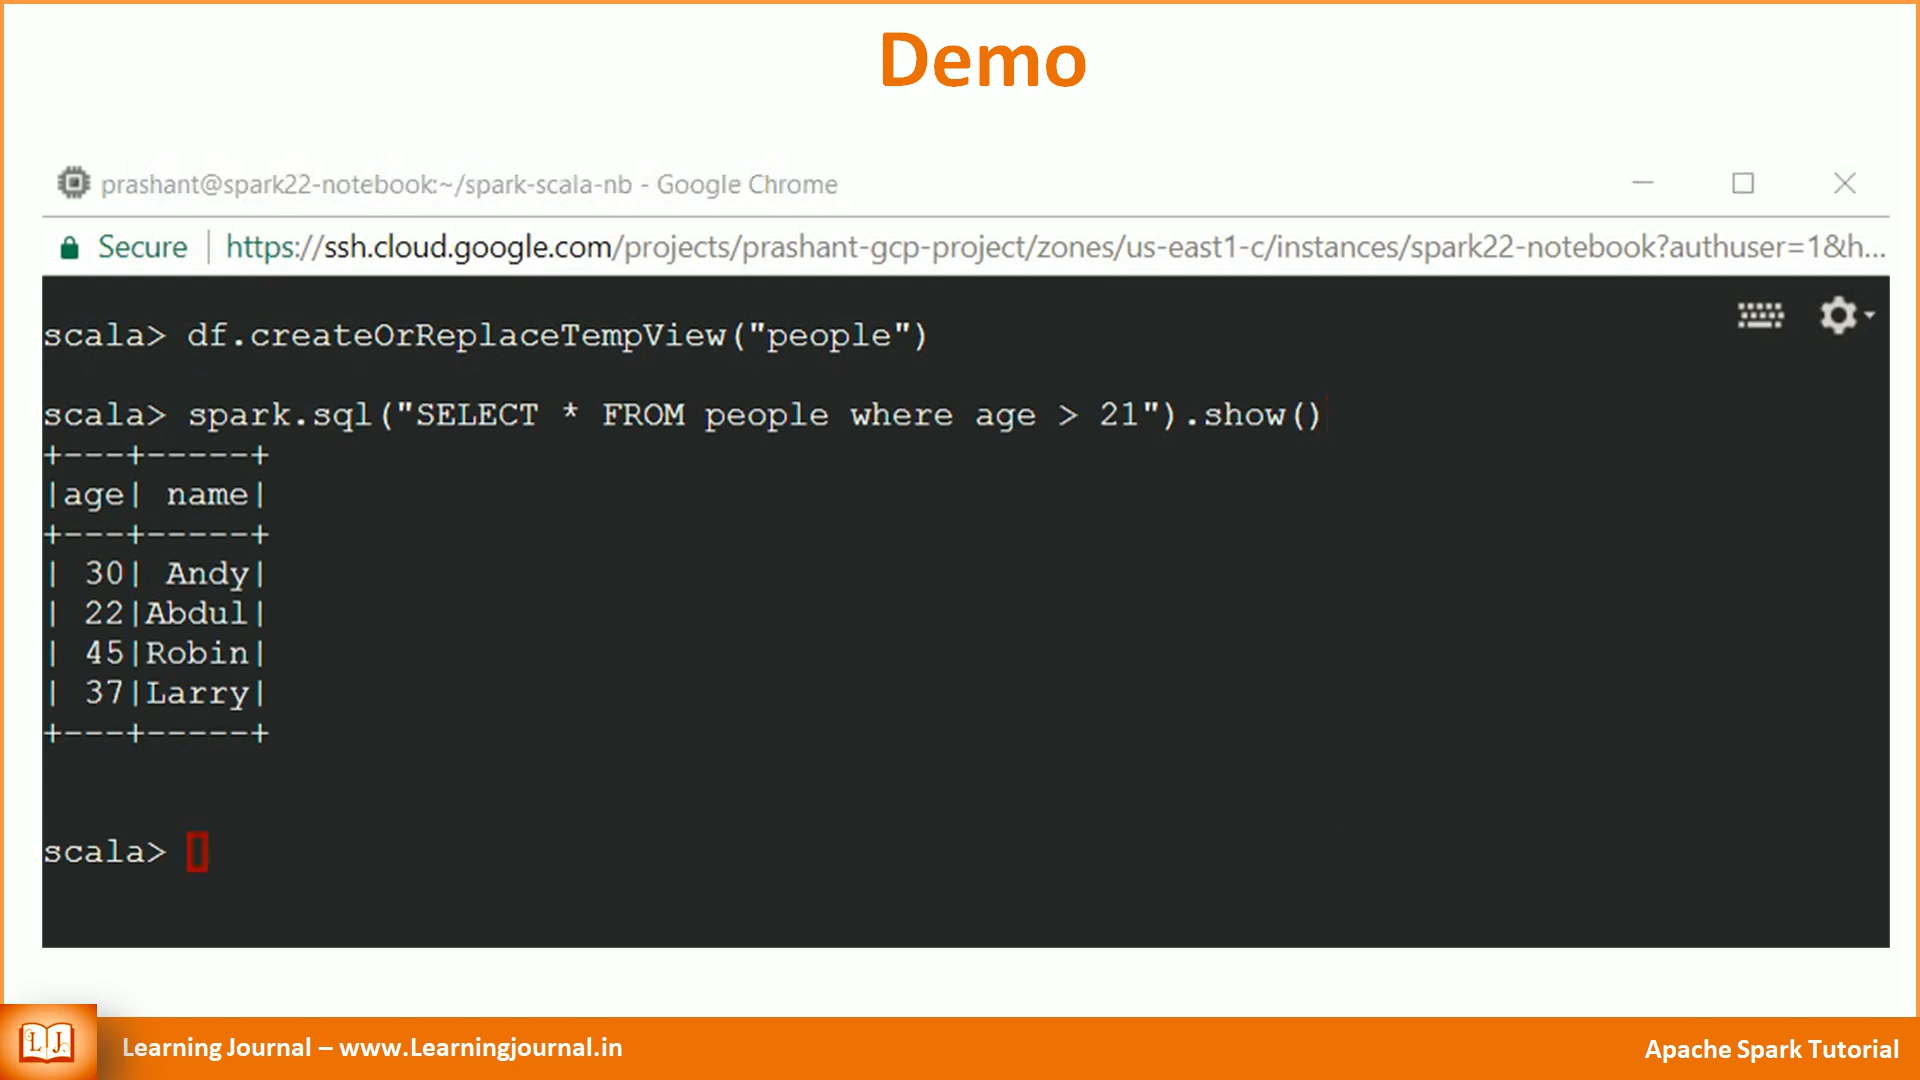 Demo
prashant@spark22-notebook:~/spark-scala-nb - Google Chrome
Secure | https://ssh.cloud.google.com/projects/prashant-gcp-project/zones/us-east1-c/instances/spark22-notebook?authuser=1&h...
scala> df.createOrReplaceTempView("people")
scala> spark.sql("SELECT * FROM people where age > 21").show()
+---+-----+
|age| name|
+---+-----+
| 30| Andy|
| 22|Abdul|
| 45|Robin|
| 37|Larry|
+---+-----+
scala>
LJ
Learning Journal – www.Learningjournal.in
Apache Spark Tutorial